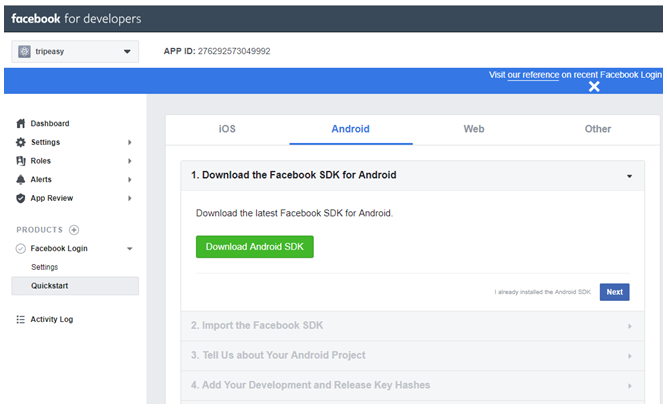 facebook for developers
tripeasy
APP ID: 276292573049992
Visit our reference on recent Facebook Login
Dashboard
Settings
Roles
Alerts
App Review
PRODUCTS
Facebook Login
Settings
Quickstart
Activity Log
iOS
Android
Web
Other
1. Download the Facebook SDK for Android
Download the latest Facebook SDK for Android.
Download Android SDK
I already installed the Android SDK
Next
2. Import the Facebook SDK
3. Tell Us about Your Android Project
4. Add Your Development and Release Key Hashes